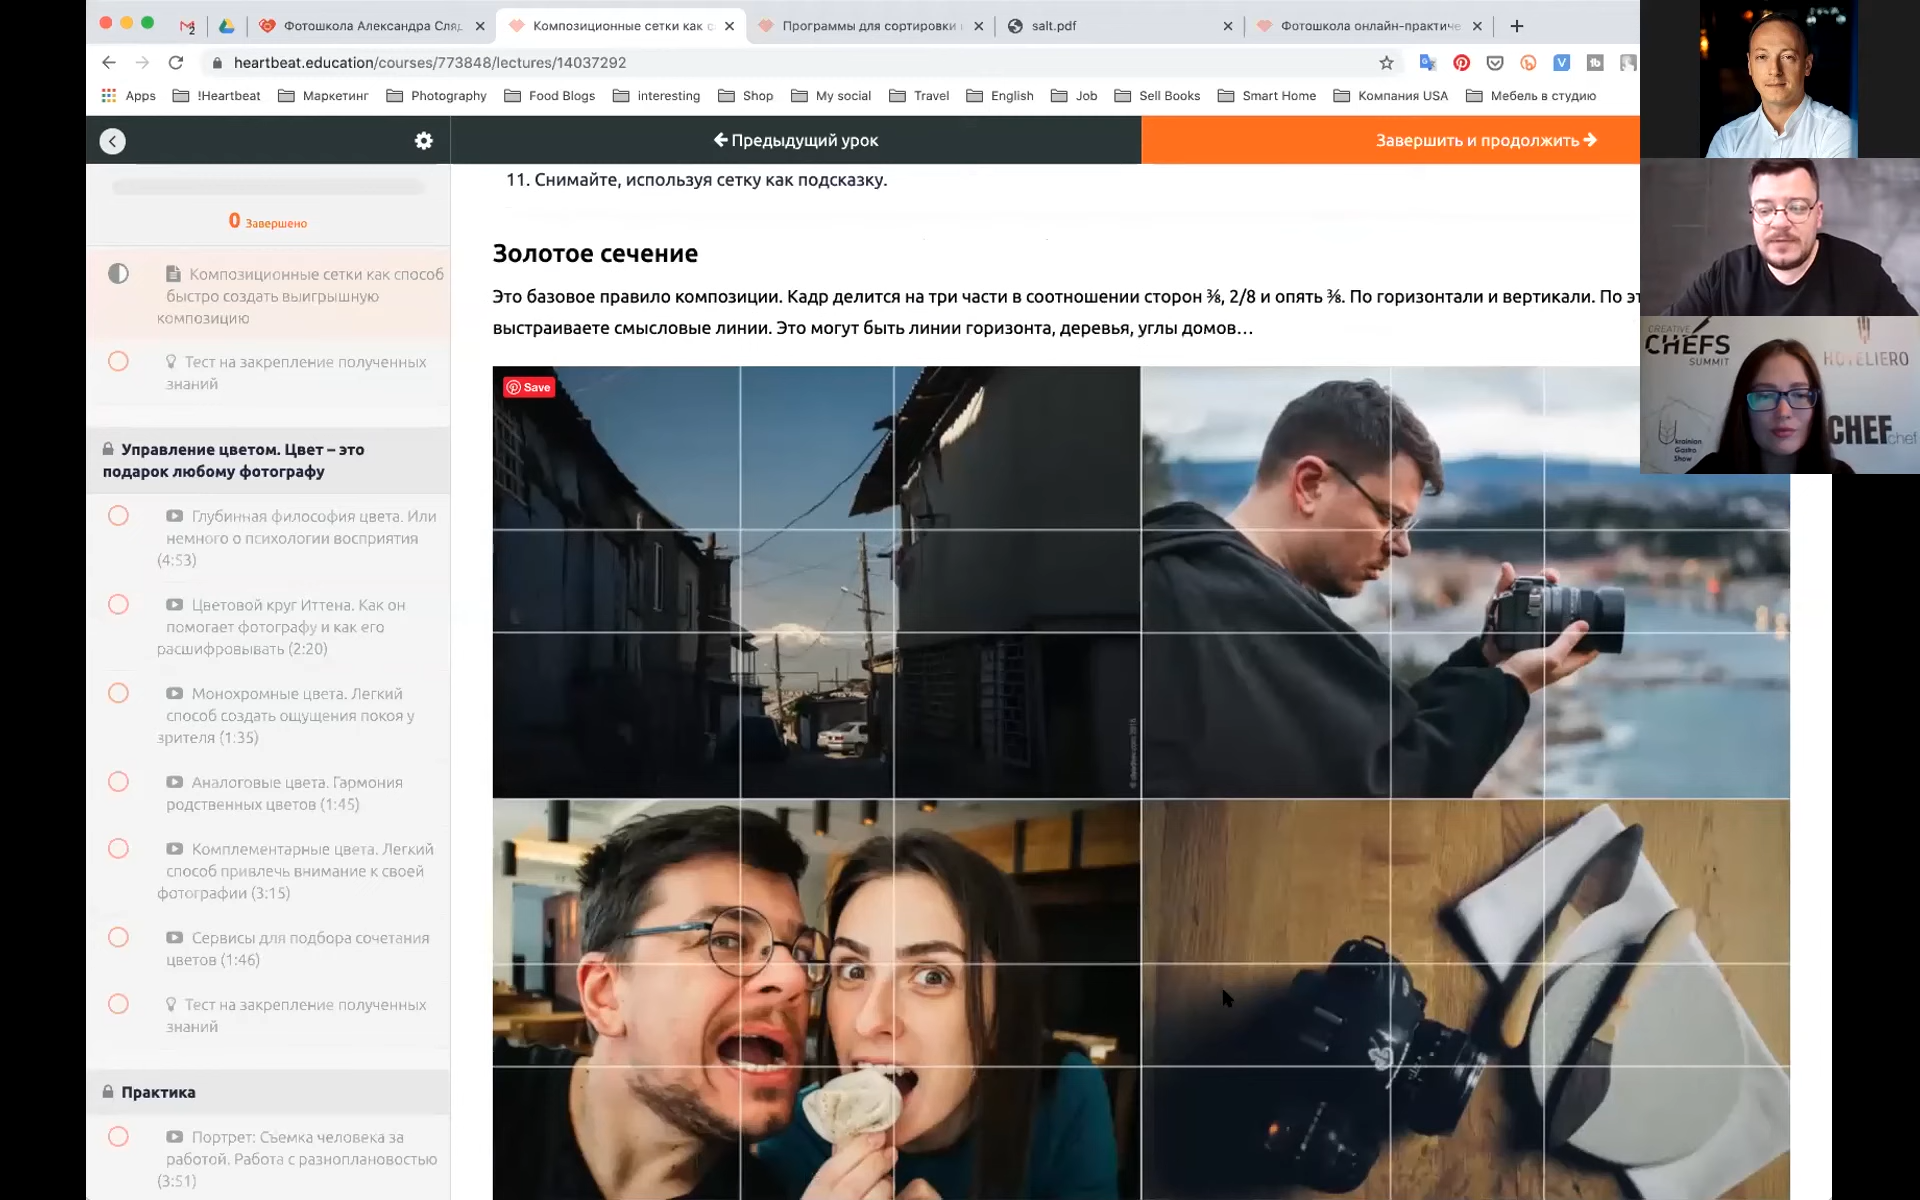 2
Фотошкола Александра Сляд
Композиционные сетки как с
Программы для сортировки
salt.pdf
Фотошкола онлайн-практиче
heartbeat.education/courses/773848/lectures/14037292
Apps
!Heartbeat
Маркетинг
Photography
Food Blogs
interesting
Shop
My social
Travel
English
Job
Sell Books
Smart Home
Компания USA
Мебель в студию
← Предыдущий урок
Завершить и продолжить →
0 Завершено
Композиционные сетки как способ
быстро создать выигрышную
композицию
Тест на закрепление полученных
знаний
Управление цветом. Цвет – это
подарок любому фотографу
Глубинная философия цвета. Или
немного о психологии восприятия
(4:53)
Цветовой круг Иттена. Как он
помогает фотографу и как его
расшифровывать (2:20)
Монохромные цвета. Легкий
способ создать ощущения покоя у
зрителя (1:35)
Аналоговые цвета. Гармония
родственных цветов (1:45)
Комплементарные цвета. Легкий
способ привлечь внимание к своей
фотографии (3:15)
Сервисы для подбора сочетания
цветов (1:46)
Тест на закрепление полученных
знаний
Практика
Портрет: Съемка человека за
работой. Работа с разноплановостью
(3:51)
11. Снимайте, используя сетку как подсказку.
Золотое сечение
Это базовое правило композиции. Кадр делится на три части в соотношении сторон ⅜, 2/8 и опять ⅜. По горизонтали и вертикали. По эт
выстраиваете смысловые линии. Это могут быть линии горизонта, деревья, углы домов…
Save
CREATIVE
CHEFS
SUMMIT
HOTELIERO
Ukrainian
Gastro
Show
CHEFchef